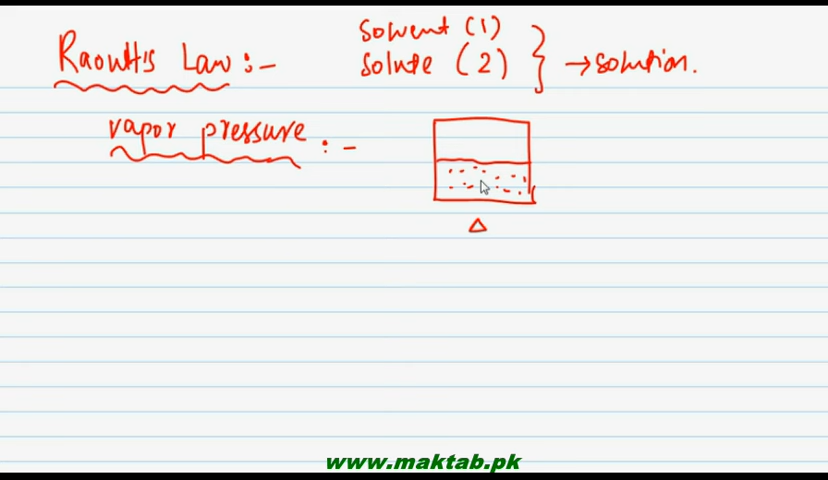 Raoult's Law :-
Solvent (1)
Solute (2) } → solution.
vapor pressure :-
Δ
www.maktab.pk